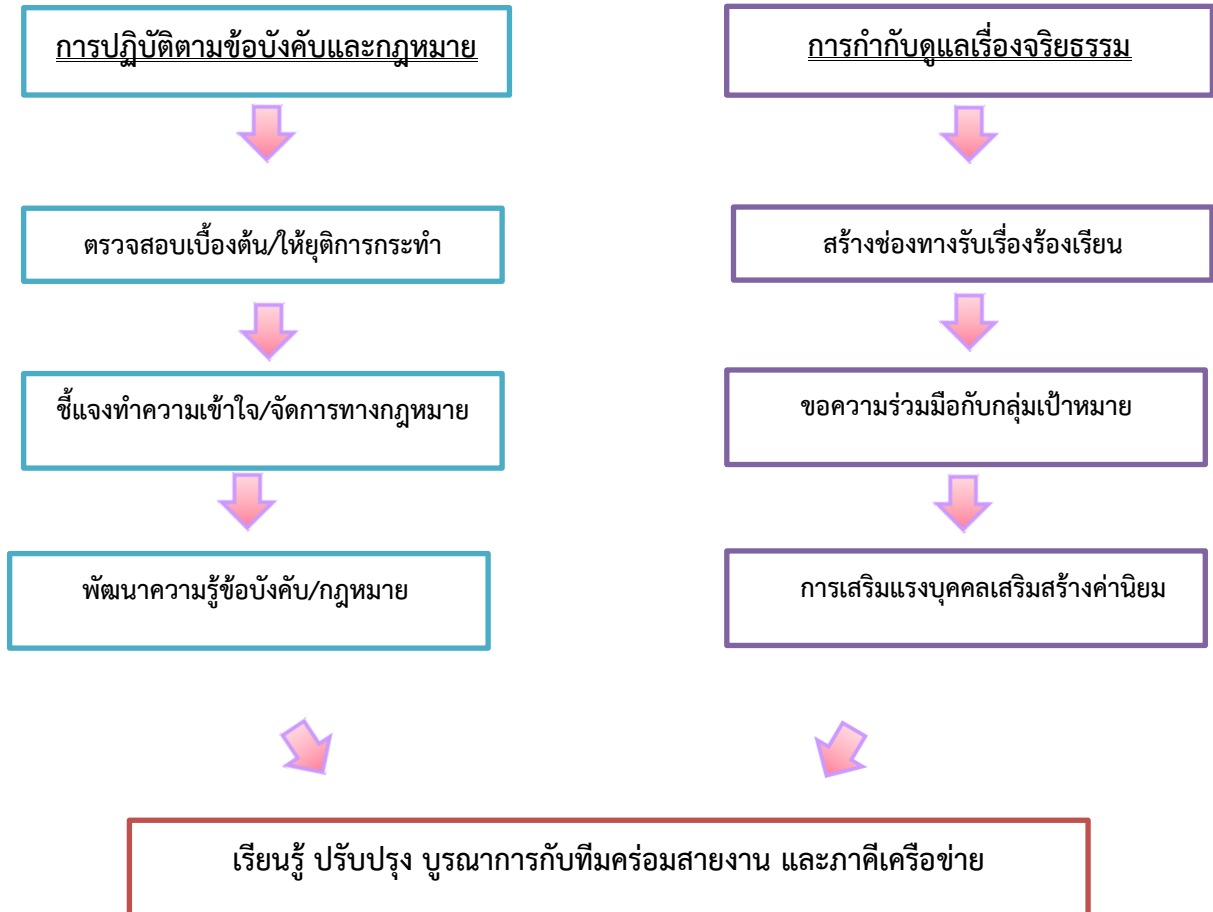 การปฏิบัติตามข้อบังคับและกฎหมาย
การกำกับดูแลเรื่องจริยธรรม
ตรวจสอบเบื้องต้น/ให้ยุติการกระทำ
สร้างช่องทางรับเรื่องร้องเรียน
ชี้แจงทำความเข้าใจ/จัดการทางกฎหมาย
ขอความร่วมมือกับกลุ่มเป้าหมาย
พัฒนาความรู้ข้อบังคับ/กฎหมาย
การเสริมแรงบุคคลเสริมสร้างค่านิยม
เรียนรู้ ปรับปรุง บูรณาการกับทีมคร่อมสายงาน และภาคีเครือข่าย